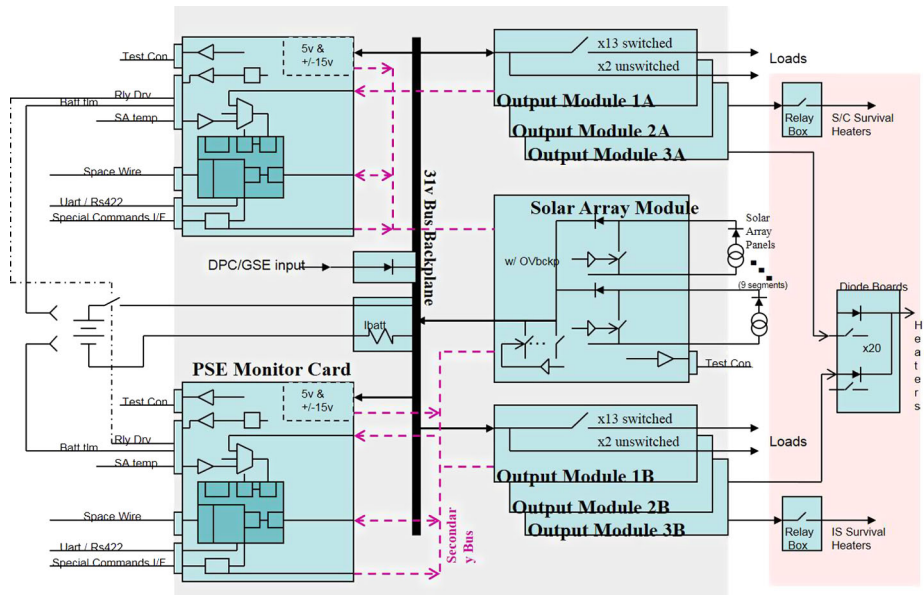 5v &
+/-15v
Test Con
Rly Drv
Batt tlm
SA temp
Space Wire
Uart / Rs422
Special Commands I/F
31v Bus Backplane
x13 switched
x2 unswitched
Loads
Output Module 1A
Output Module 2A
Output Module 3A
Relay
Box
S/C Survival
Heaters
Solar Array Module
w/ OVbckp
Solar
Array
Panels
(9 segments)
Test Con
DPC/GSE input
Ibatt
Diode Boards
x20
Heaters
PSE Monitor Card
5v &
+/-15v
Test Con
Rly Drv
Batt tlm
SA temp
Space Wire
Uart / Rs422
Special Commands I/F
Secondar
y Bus
x13 switched
x2 unswitched
Loads
Output Module 1B
Output Module 2B
Output Module 3B
Relay
Box
IS Survival
Heaters